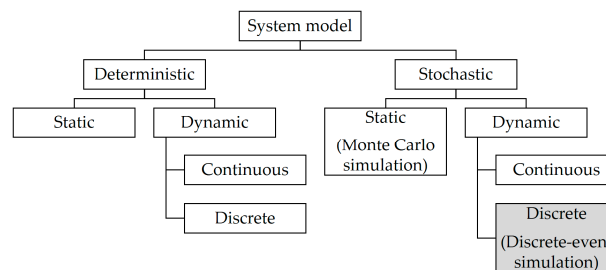 System model
Deterministic
Stochastic
Static
Dynamic
Static
(Monte Carlo
simulation)
Dynamic
Continuous
Discrete
Continuous
Discrete
(Discrete-even
simulation)